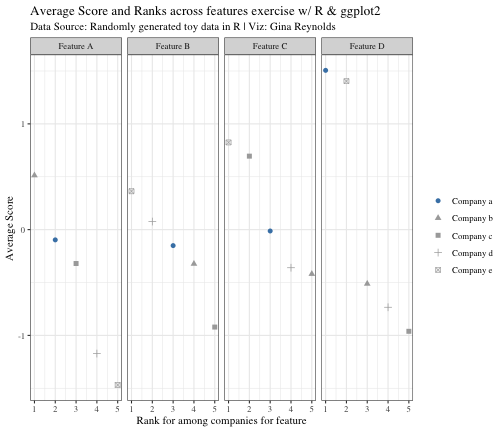 Average Score and Ranks across features exercise w/ R & ggplot2
Data Source: Randomly generated toy data in R | Viz: Gina Reynolds
Feature A Feature B Feature C Feature D
1
0
-1
Average Score
Company a
Company b
Company c
Company d
Company e
1 2 3 4 5 1 2 3 4 5 1 2 3 4 5 1 2 3 4 5
Rank for among companies for feature